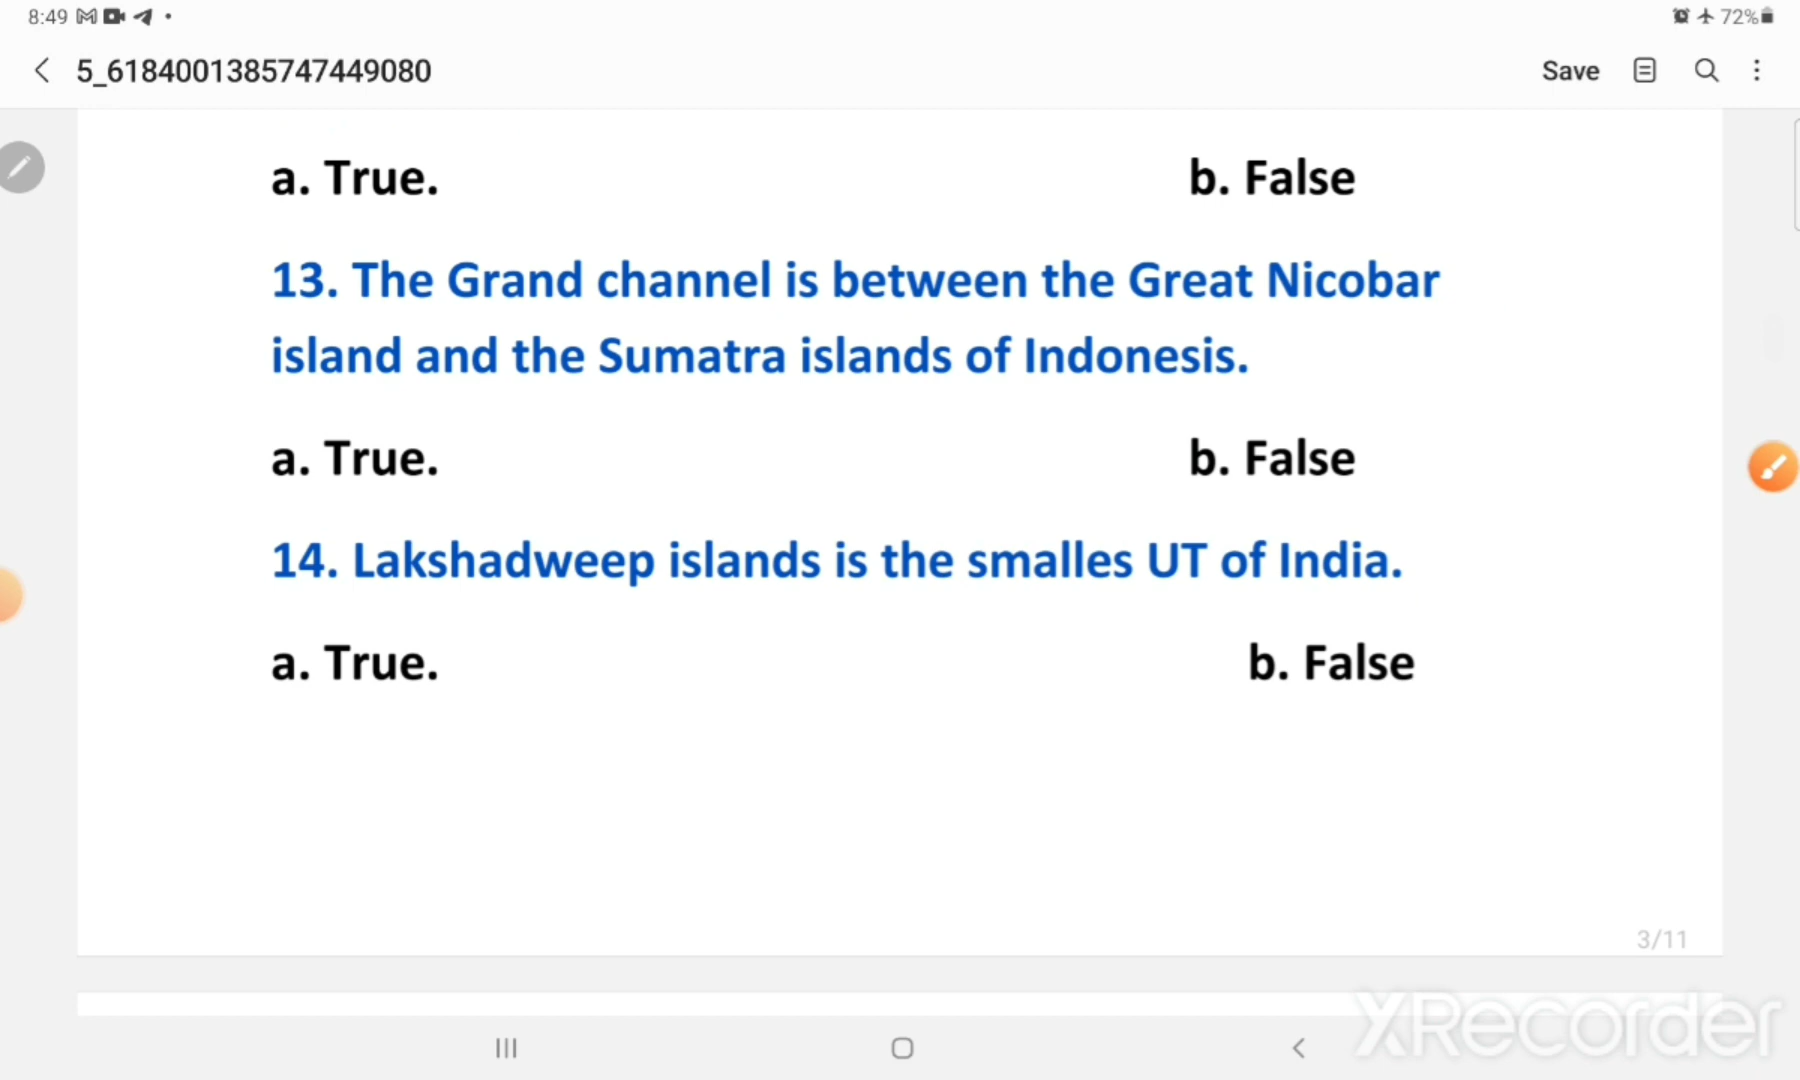 8:49
72%
5_6184001385747449080
Save
a. True. b. False
13. The Grand channel is between the Great Nicobar
island and the Sumatra islands of Indonesis.
a. True. b. False
14. Lakshadweep islands is the smalles UT of India.
a. True. b. False
3/11
XRecorder